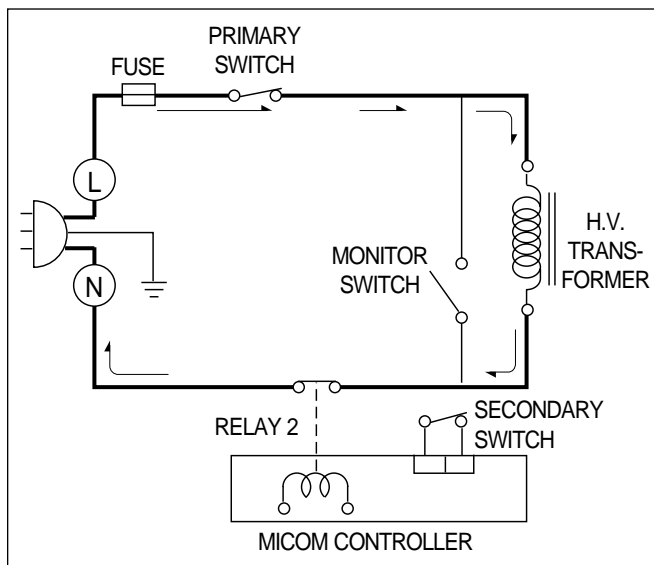 PRIMARY
SWITCH
FUSE
L
H.V.
TRANS-
FORMER
MONITOR
SWITCH
N
RELAY 2
SECONDARY
SWITCH
MICOM CONTROLLER